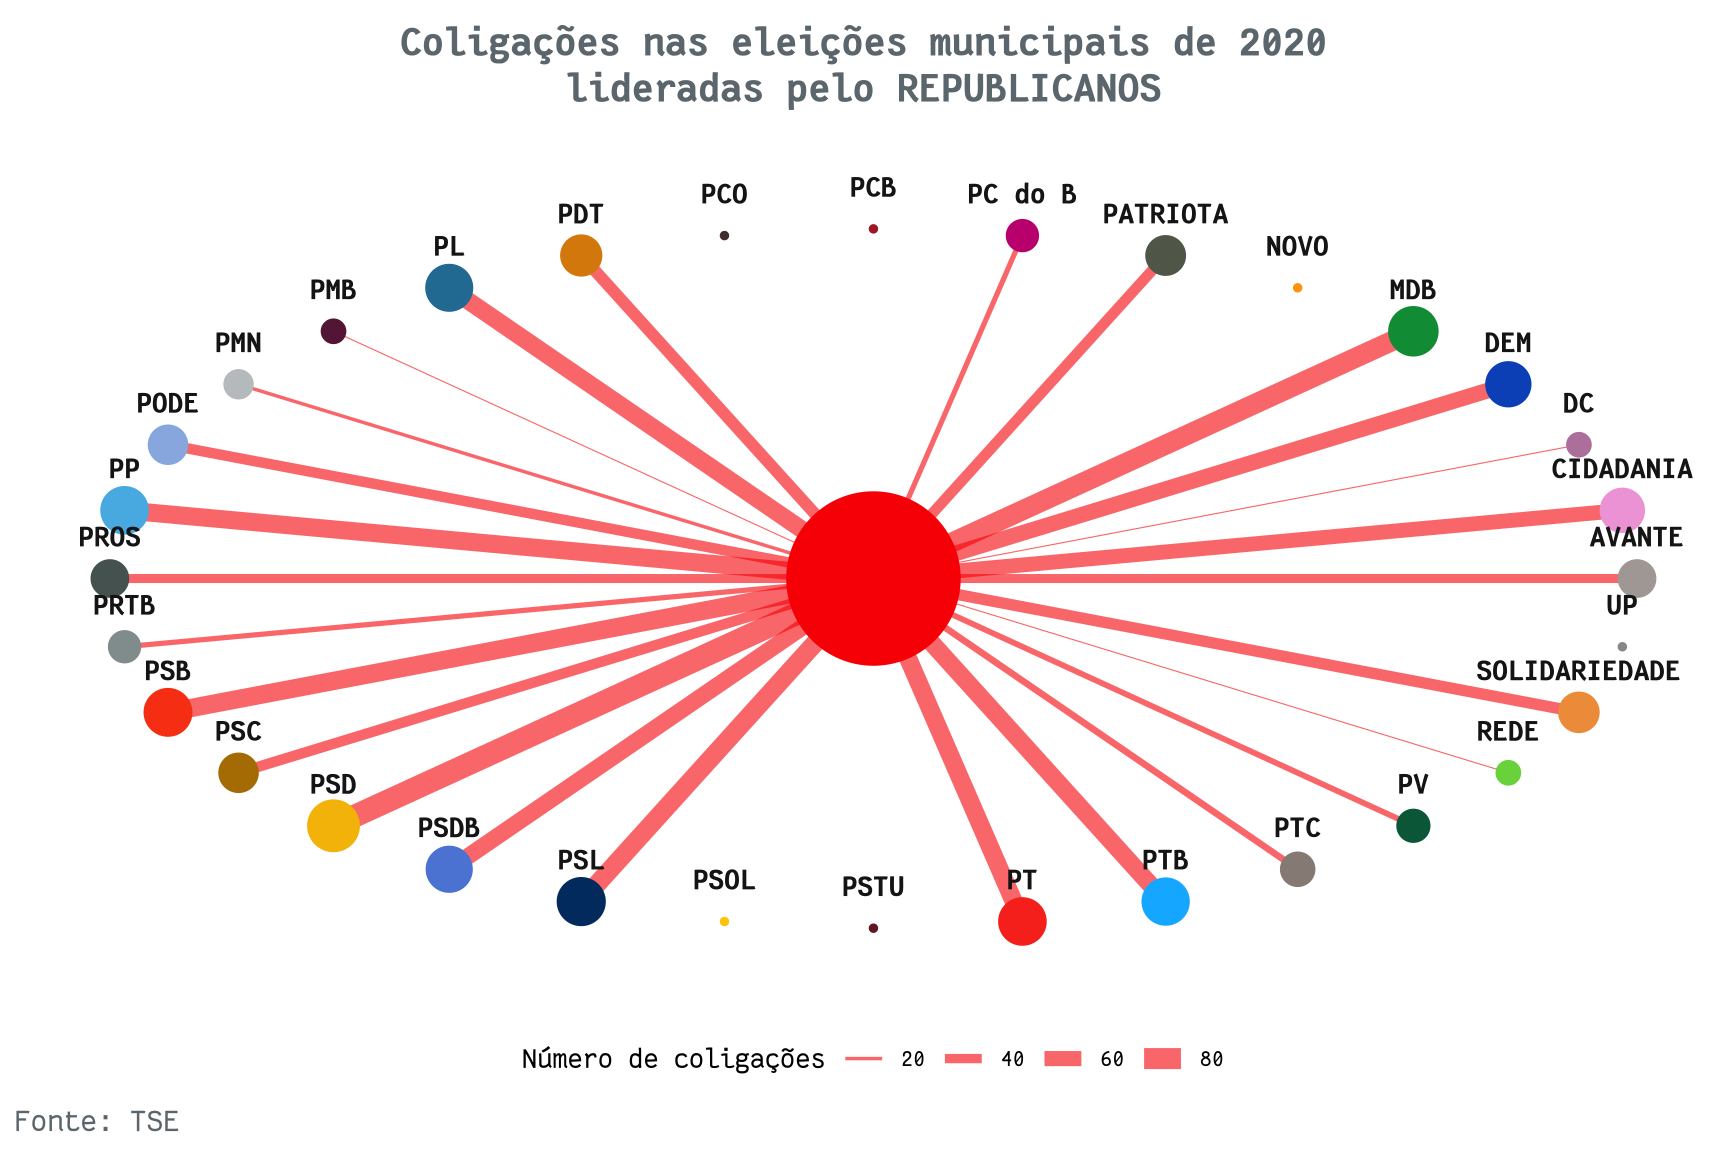 Coligações nas eleições municipais de 2020
lideradas pelo REPUBLICANOS
PCB
PCO
PC do B
PDT
PATRIOTA
PL
NOVO
PMB
MDB
PMN
DEM
PODE
DC
PP
CIDADANIA
PROS
AVANTE
PRTB
UP
PSB
SOLIDARIEDADE
PSC
REDE
PSD
PV
PSDB
PTC
PSL
PTB
PSOL
PT
PSTU
Número de coligações 20 40 60 80
Fonte: TSE